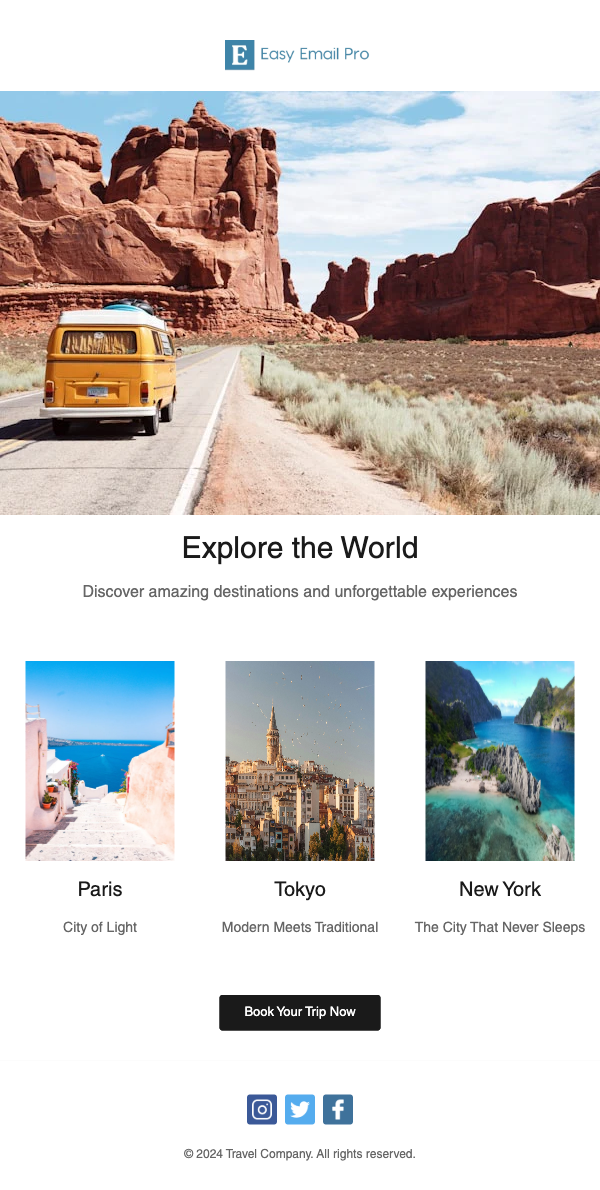 E Easy Email Pro
Explore the World
Discover amazing destinations and unforgettable experiences
Paris
Tokyo
New York
City of Light
Modern Meets Traditional
The City That Never Sleeps
Book Your Trip Now
© 2024 Travel Company. All rights reserved.